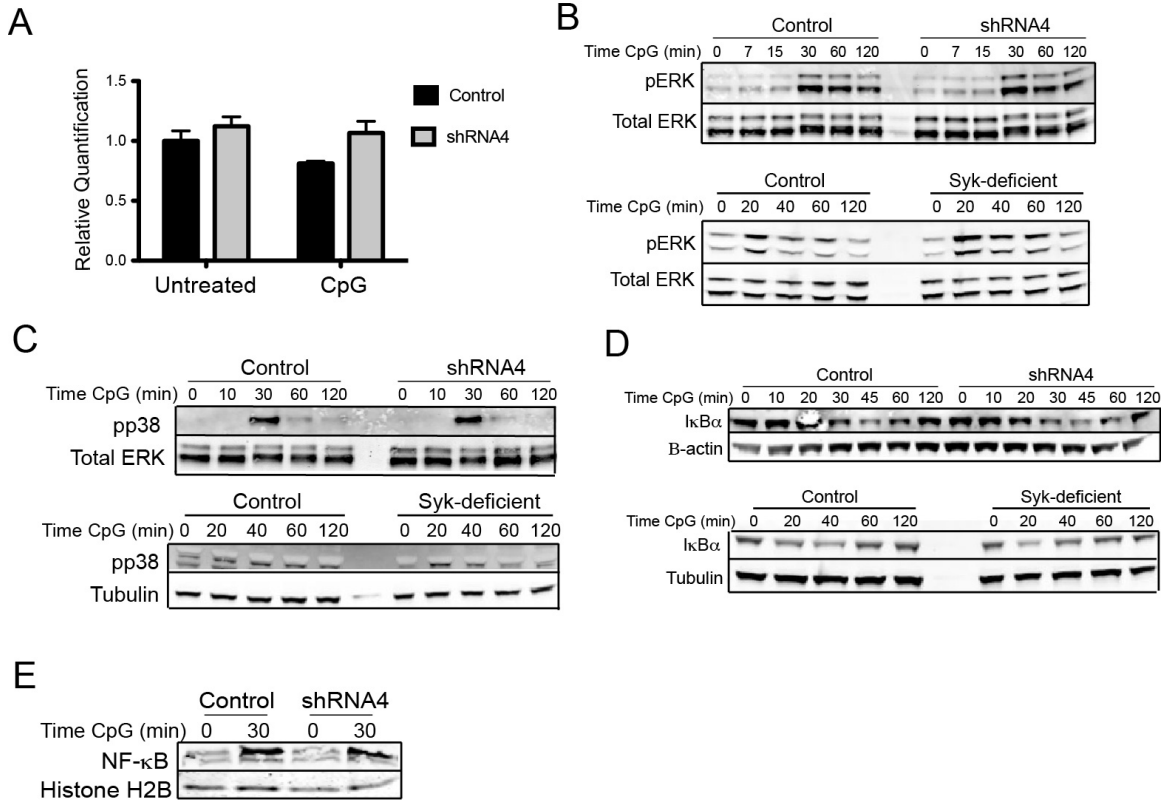 A
Relative Quantification
1.5
1.0
0.5
0.0
Untreated CpG
Control
shRNA4
B
Control shRNA4
Time CpG (min) 0 7 15 30 60 120 0 7 15 30 60 120
pERK
Total ERK
Control Syk-deficient
Time CpG (min) 0 20 40 60 120 0 20 40 60 120
pERK
Total ERK
C
Control shRNA4
Time CpG (min) 0 10 30 60 120 0 10 30 60 120
pp38
Total ERK
Control Syk-deficient
Time CpG (min) 0 20 40 60 120 0 20 40 60 120
pp38
Tubulin
D
Control shRNA4
Time CpG (min) 0 10 20 30 45 60 120 0 10 20 30 45 60 120
IκBα
B-actin
Control Syk-deficient
Time CpG (min) 0 20 40 60 120 0 20 40 60 120
IκBα
Tubulin
E
Control shRNA4
Time CpG (min) 0 30 0 30
NF-κB
Histone H2B